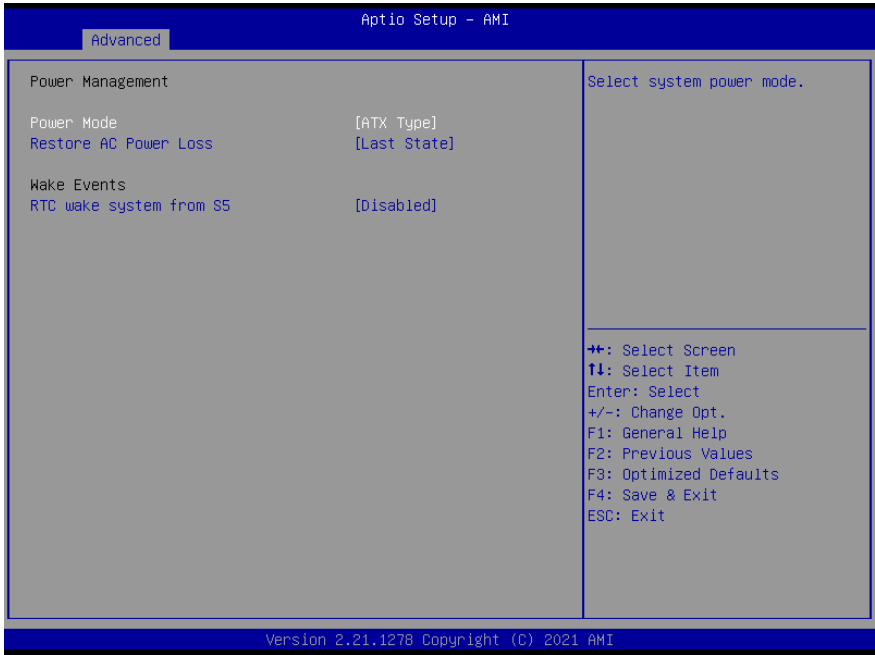 Aptio Setup – AMI
Advanced
Power Management
Power Mode [ATX Type]
Restore AC Power Loss [Last State]
Wake Events
RTC wake system from S5 [Disabled]
Select system power mode.
→←: Select Screen
↑↓: Select Item
Enter: Select
+/-: Change Opt.
F1: General Help
F2: Previous Values
F3: Optimized Defaults
F4: Save & Exit
ESC: Exit
Version 2.21.1278 Copyright (C) 2021 AMI